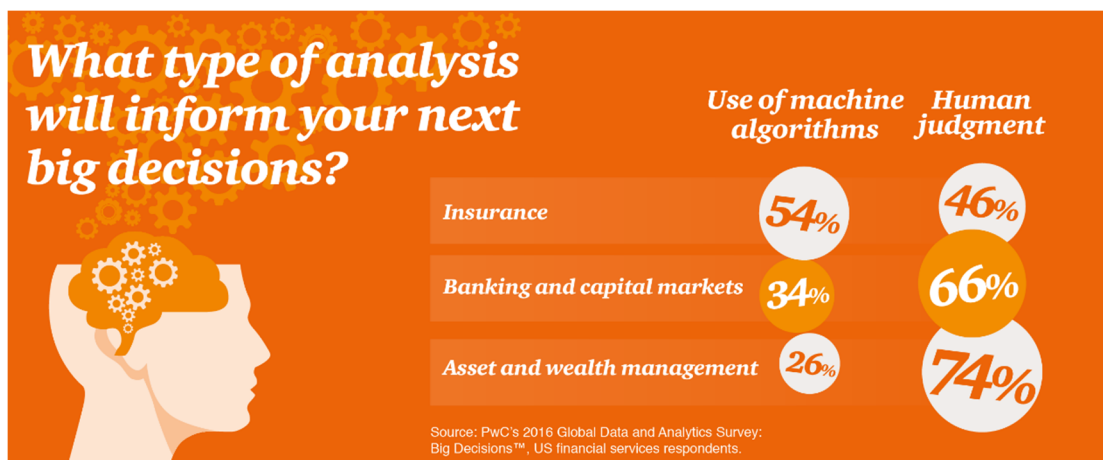 What type of analysis
will inform your next
big decisions?
Use of machine
algorithms
Human
judgment
Insurance
54%
46%
Banking and capital markets
34%
66%
Asset and wealth management
26%
74%
Source: PwC's 2016 Global Data and Analytics Survey:
Big Decisions™, US financial services respondents.